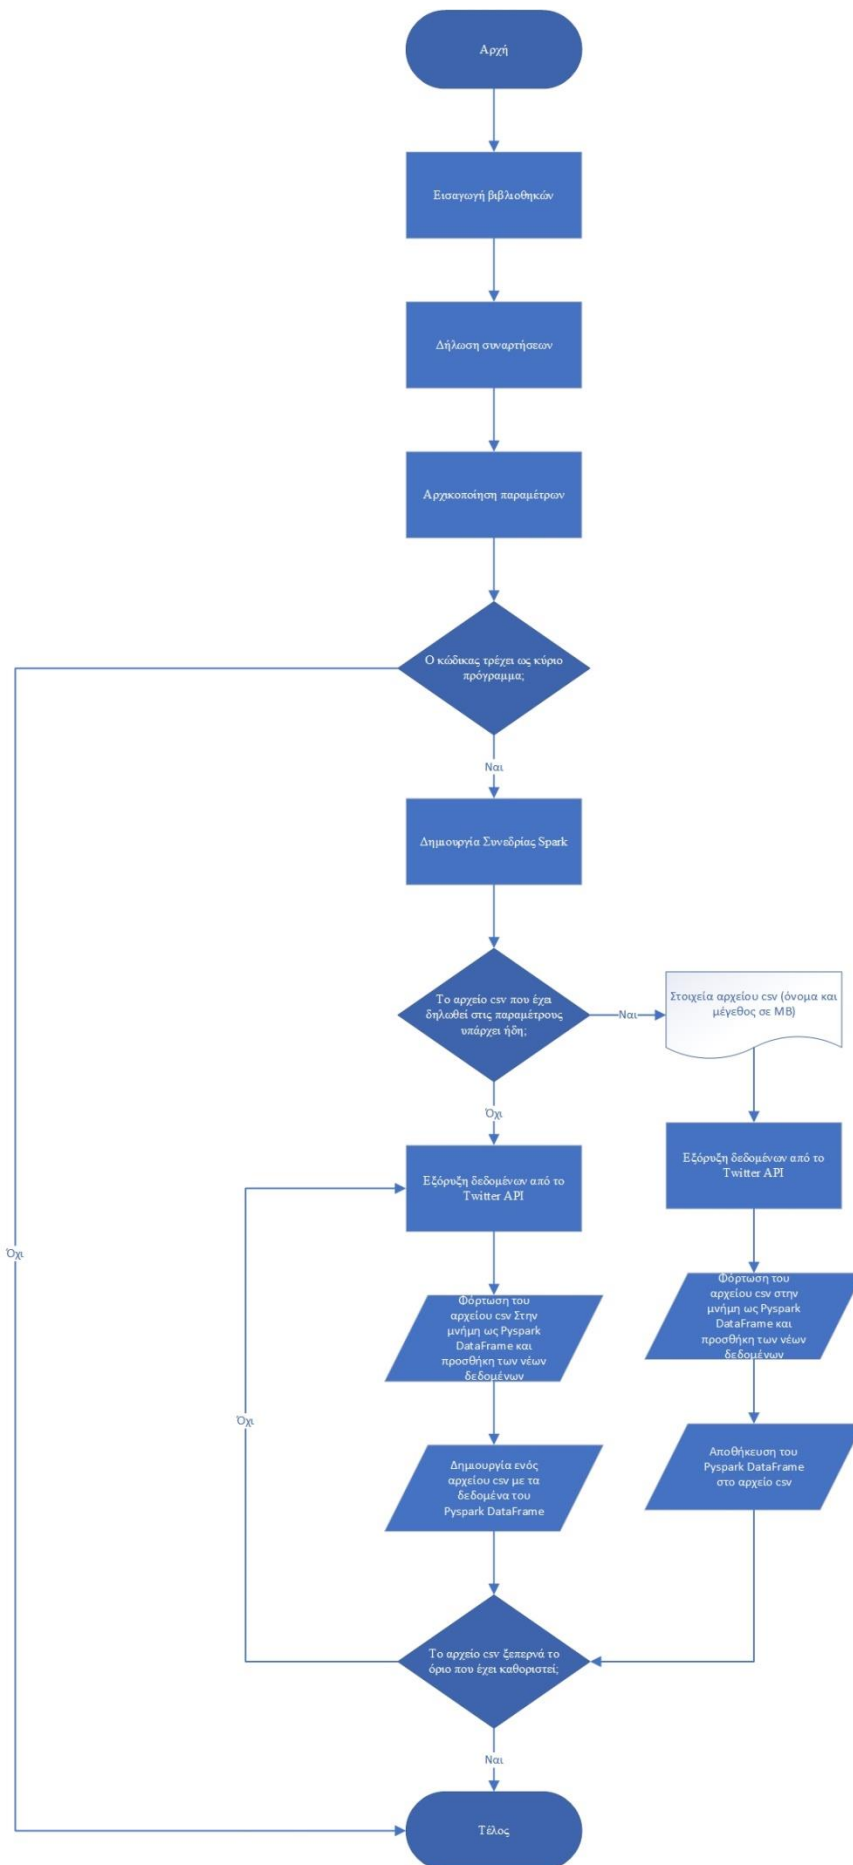 Αρχή
Εισαγωγή βιβλιοθηκών
Δήλωση συναρτήσεων
Αρχικοποίηση παραμέτρων
Ο κώδικας τρέχει ως κύριο
πρόγραμμα;
Ναι
Δημιουργία Συνεδρίας Spark
Το αρχείο csv που έχει
δηλωθεί στις παραμέτρους
υπάρχει ήδη;
Ναι
Στοιχεία αρχείου csv (όνομα και
μέγεθος σε MB)
Όχι
Εξόρυξη δεδομένων από το
Twitter API
Εξόρυξη δεδομένων από το
Twitter API
Όχι
Φόρτωση του
αρχείου csv Στην
μνήμη ως Pyspark
DataFrame και
προσθήκη των νέων
δεδομένων
Φόρτωση του
αρχείου csv στην
μνήμη ως Pyspark
DataFrame και
προσθήκη των νέων
δεδομένων
Όχι
Δημιουργία ενός
αρχείου csv με τα
δεδομένα του
Pyspark DataFrame
Αποθήκευση του
Pyspark DataFrame
στο αρχείο csv
Το αρχείο csv ξεπερνά το
όριο που έχει καθοριστεί;
Ναι
Τέλος